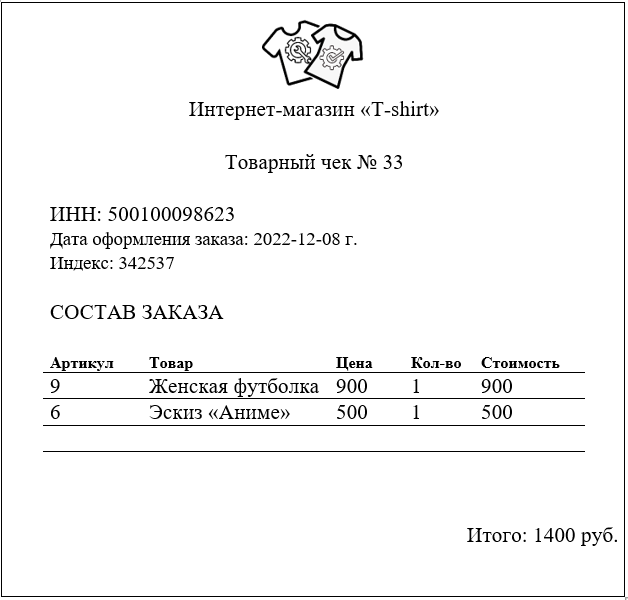 Интернет-магазин «T-shirt»
Товарный чек № 33
ИНН: 500100098623
Дата оформления заказа: 2022-12-08 г.
Индекс: 342537
СОСТАВ ЗАКАЗА
Артикул Товар Цена Кол-во Стоимость
9 Женская футболка 900 1 900
6 Эскиз «Аниме» 500 1 500
Итого: 1400 руб.